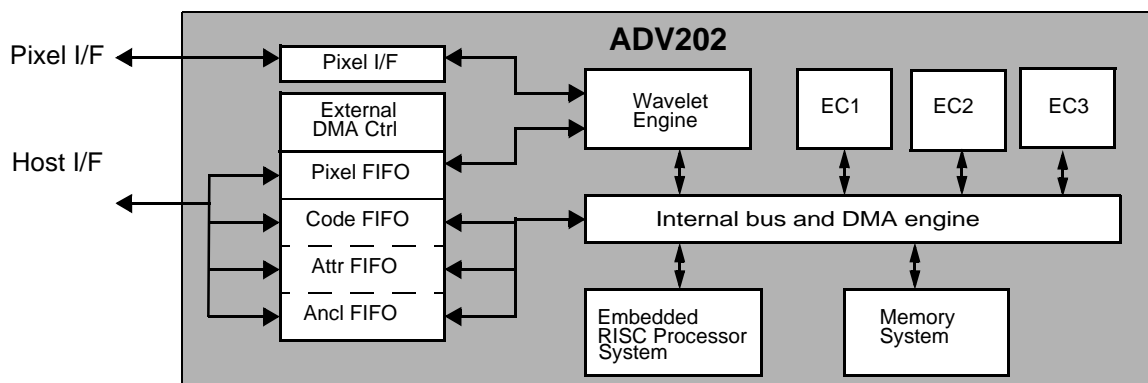 ADV202
Pixel I/F
Pixel I/F
External
DMA Ctrl
Wavelet
Engine
EC1
EC2
EC3
Host I/F
Pixel FIFO
Code FIFO
Internal bus and DMA engine
Attr FIFO
Ancl FIFO
Embedded
RISC Processor
System
Memory
System